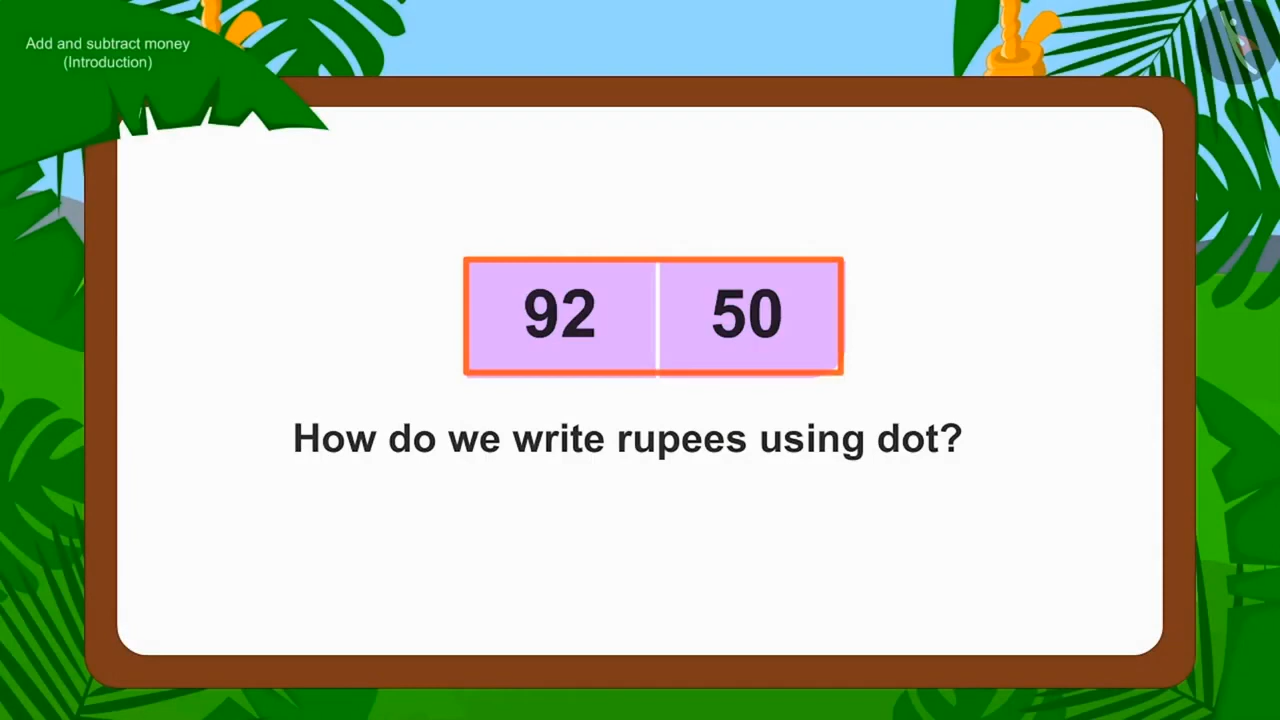 Add and subtract money
(Introduction)
92 50
How do we write rupees using dot?